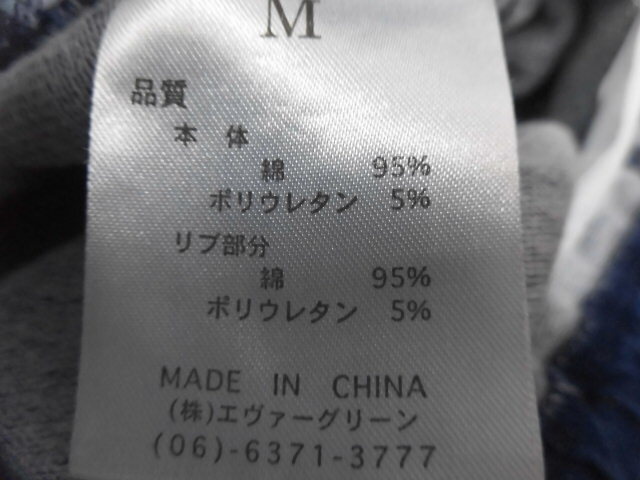 M
品質
本 体
綿 95%
ポリウレタン 5%
リブ部分
綿 95%
ポリウレタン 5%
MADE IN CHINA
(株)エヴァーグリーン
(06)-6371-3777